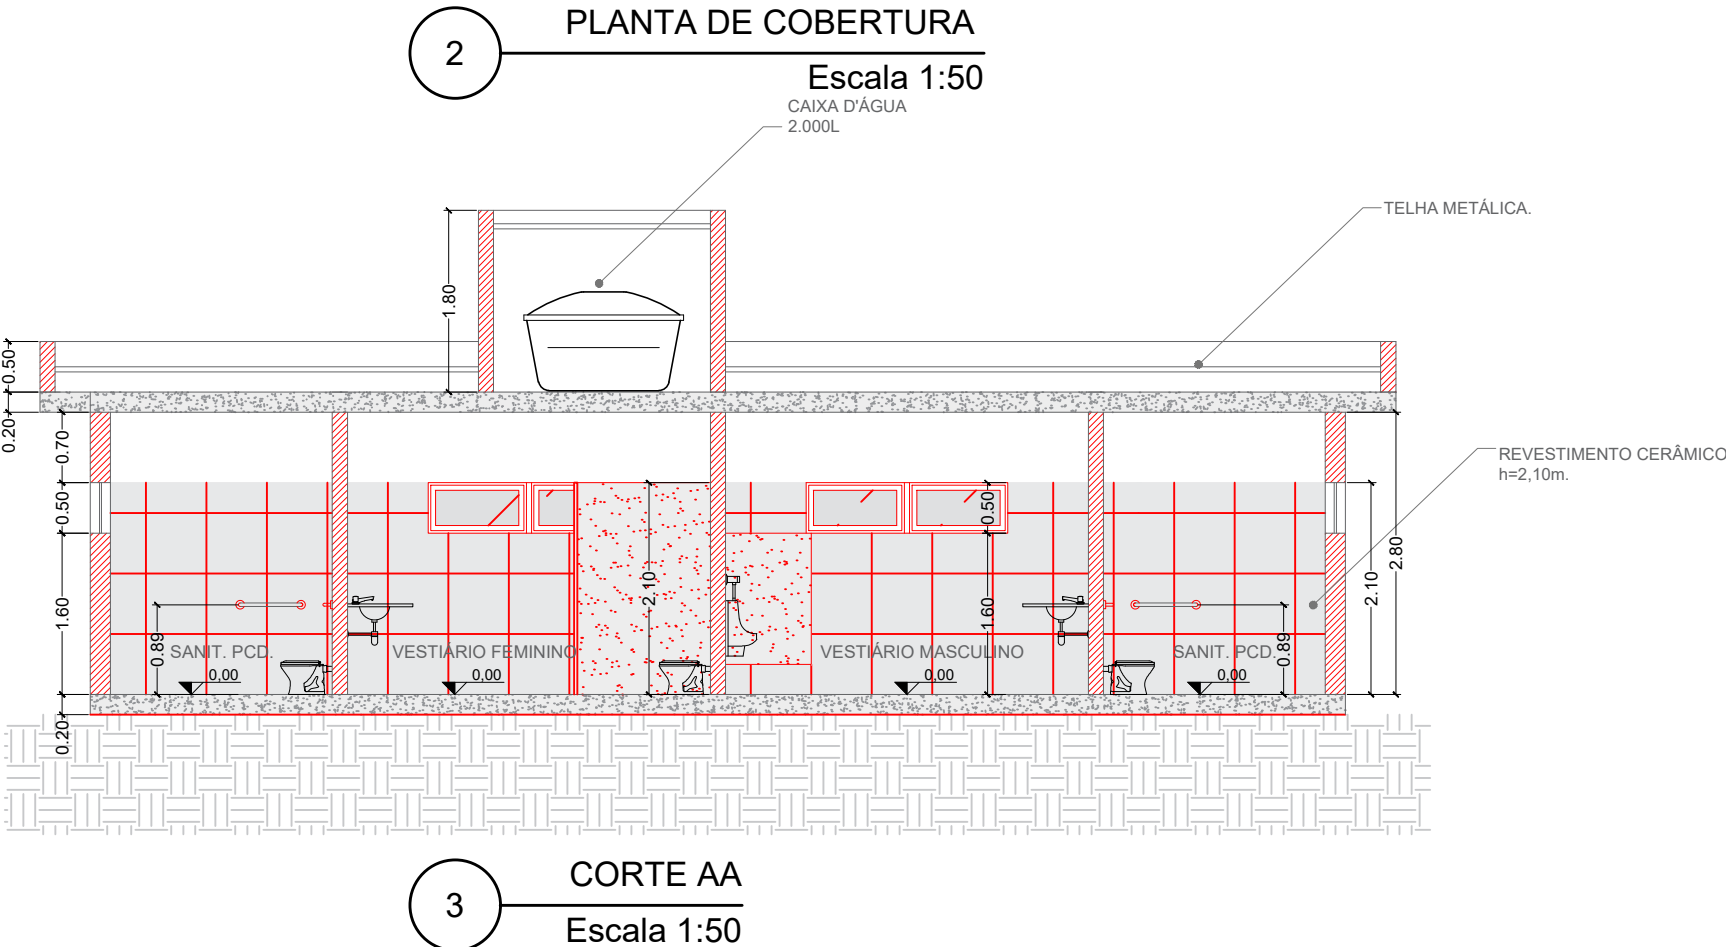 2
PLANTA DE COBERTURA
Escala 1:50
CAIXA D'ÁGUA
2.000L
TELHA METÁLICA.
1.80
0.50
0.20
0.70
0.50
1.60
0.20
0.89
2.10
0.50
1.60
0.89
2.10
2.80
REVESTIMENTO CERÂMICO
h=2,10m.
SANIT. PCD.
0,00
VESTIÁRIO FEMININO
0,00
VESTIÁRIO MASCULINO
0,00
SANIT. PCD.
0,00
3
CORTE AA
Escala 1:50